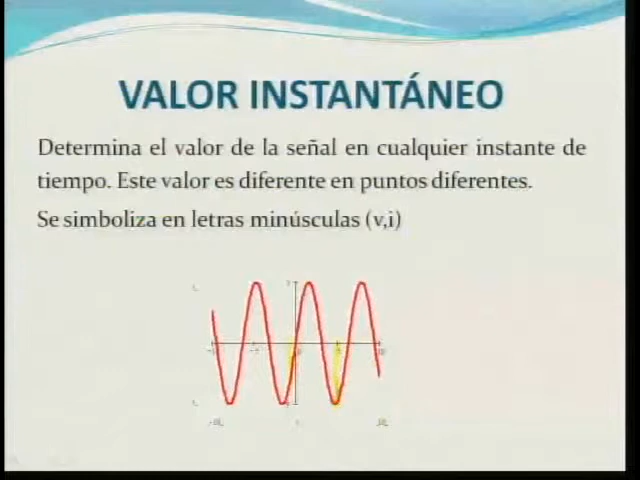 VALOR INSTANTÁNEO
Determina el valor de la señal en cualquier instante de
tiempo. Este valor es diferente en puntos diferentes.
Se simboliza en letras minúsculas (v,i)